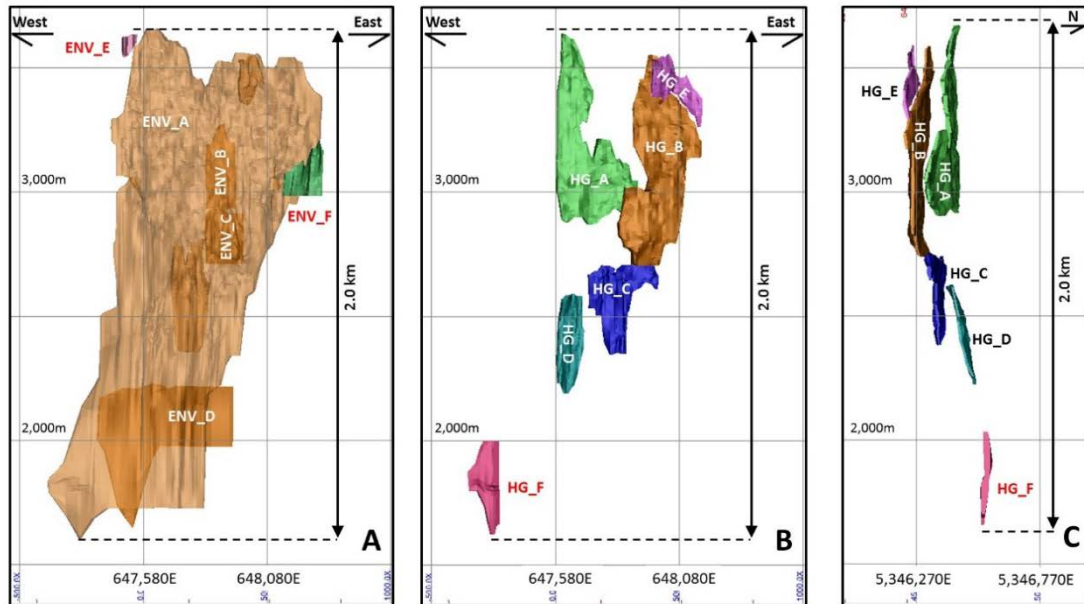 West
East
ENV_E
ENV_A
ENV_B
ENV_C
ENV_F
ENV_D
3,000m
2,000m
2.0 km
A
647,580E
648,080E
West
East
HG_E
HG_B
HG_A
HG_C
HG_D
HG_F
3,000m
2,000m
2.0 km
B
647,580E
648,080E
N
HG_E
HG_B
HG_A
HG_C
HG_D
HG_F
3,000m
2,000m
2.0 km
C
5,346,270E
5,346,770E